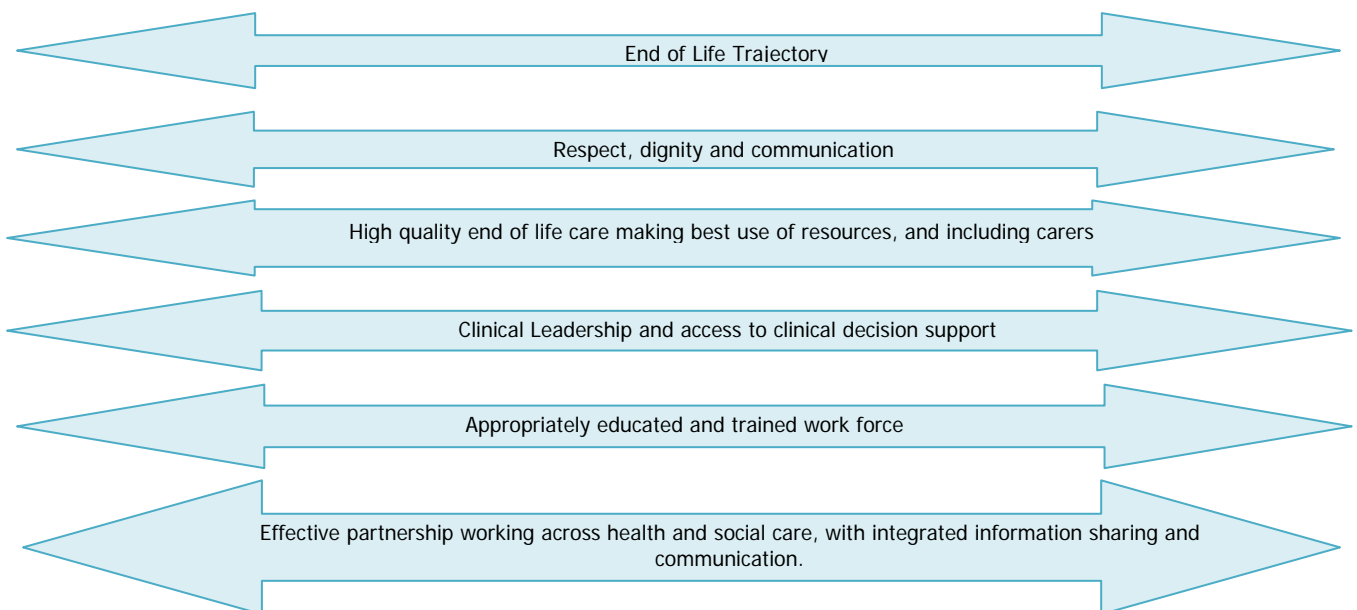 End of Life Trajectory
Respect, dignity and communication
High quality end of life care making best use of resources, and including carers
Clinical Leadership and access to clinical decision support
Appropriately educated and trained work force
Effective partnership working across health and social care, with integrated information sharing and
communication.